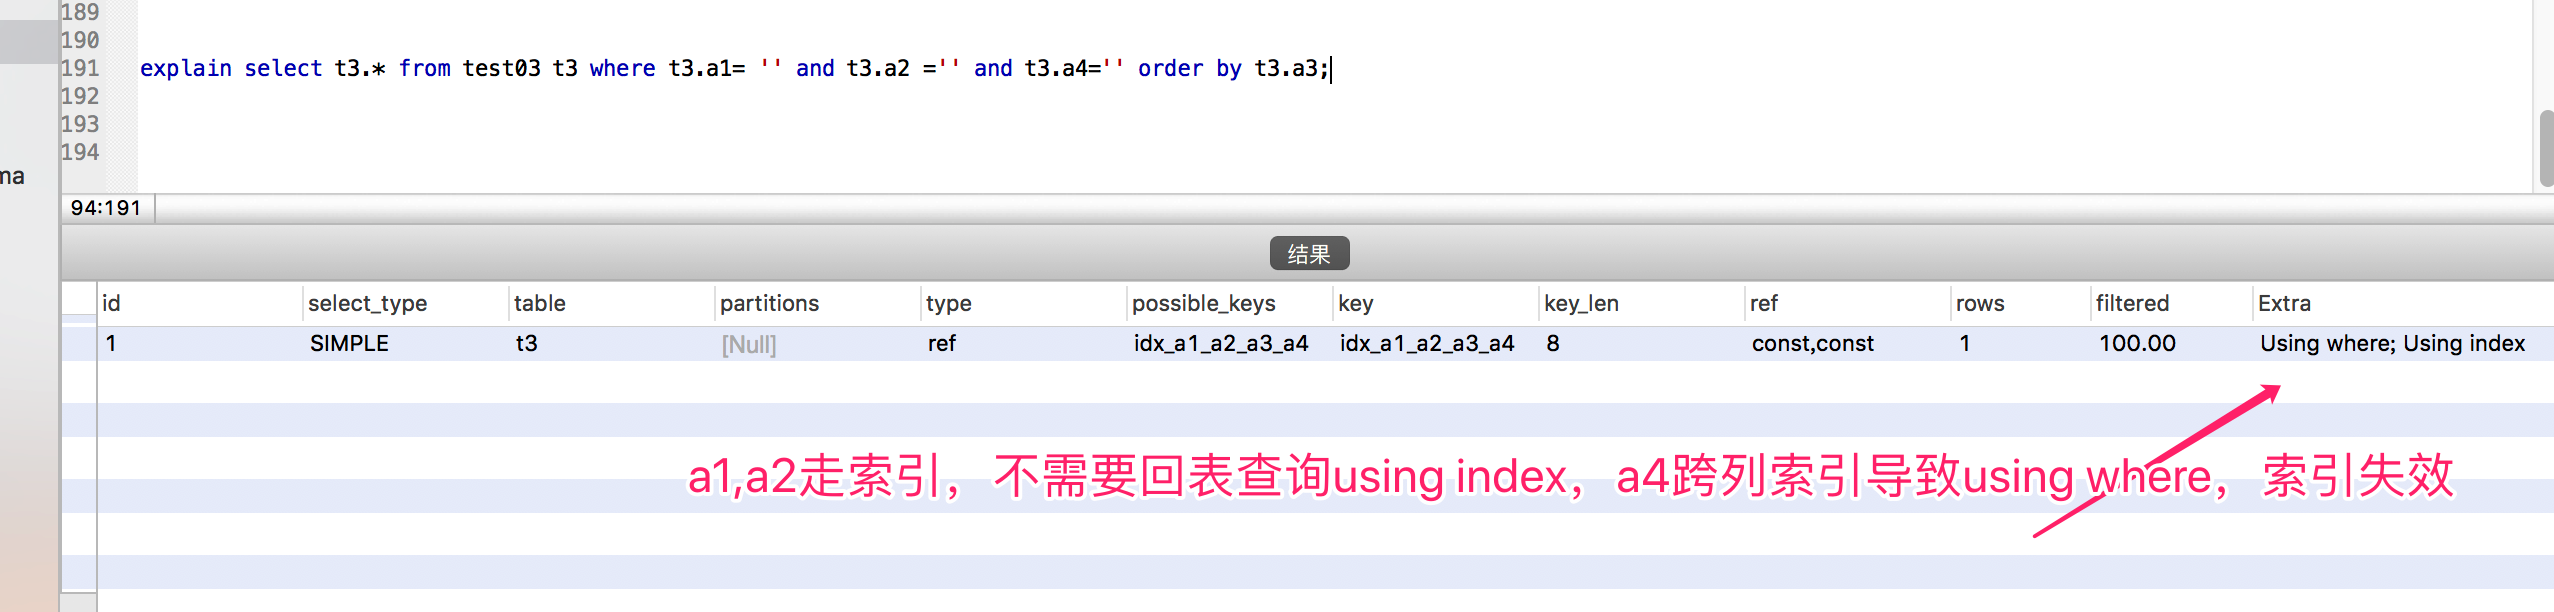 189
190
191 explain select t3.* from test03 t3 where t3.a1= '' and t3.a2 ='' and t3.a4='' order by t3.a3;
192
193
194
ma
94:191
结果
id select_type table partitions type possible_keys key key_len ref rows filtered Extra
1 SIMPLE t3 [Null] ref idx_a1_a2_a3_a4 idx_a1_a2_a3_a4 8 const,const 1 100.00 Using where; Using index
a1,a2走索引，不需要回表查询using index，a4跨列索引导致using where，索引失效